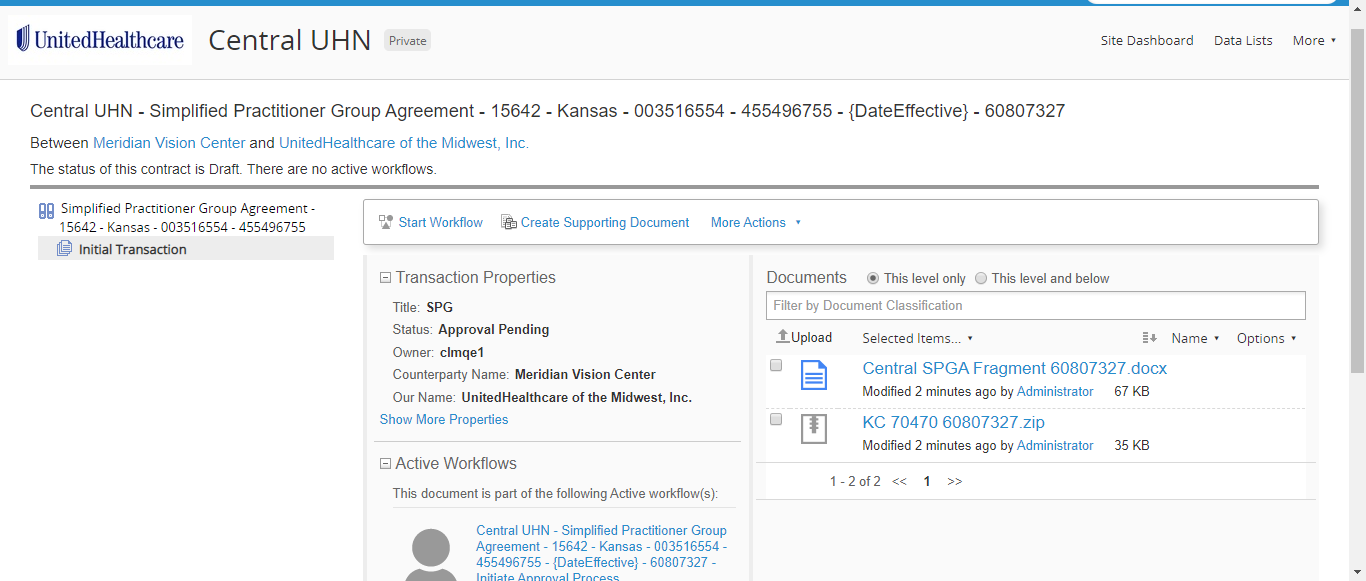 UnitedHealthcare
Central UHN
Private
Site Dashboard
Data Lists
More
Central UHN - Simplified Practitioner Group Agreement - 15642 - Kansas - 003516554 - 455496755 - {DateEffective} - 60807327
Between Meridian Vision Center and UnitedHealthcare of the Midwest, Inc.
The status of this contract is Draft. There are no active workflows.
Simplified Practitioner Group Agreement -
15642 - Kansas - 003516554 - 455496755
Initial Transaction
Start Workflow
Create Supporting Document
More Actions
Transaction Properties
Title: SPG
Status: Approval Pending
Owner: clmqe1
Counterparty Name: Meridian Vision Center
Our Name: UnitedHealthcare of the Midwest, Inc.
Show More Properties
Active Workflows
This document is part of the following Active workflow(s):
Central UHN - Simplified Practitioner Group
Agreement - 15642 - Kansas - 003516554 -
455496755 - {DateEffective} - 60807327 -
Initiate Approval Process
Documents
This level only
This level and below
Filter by Document Classification
Upload
Selected Items...
Name
Options
Central SPGA Fragment 60807327.docx
Modified 2 minutes ago by Administrator 67 KB
KC 70470 60807327.zip
Modified 2 minutes ago by Administrator 35 KB
1 - 2 of 2 << 1 >>